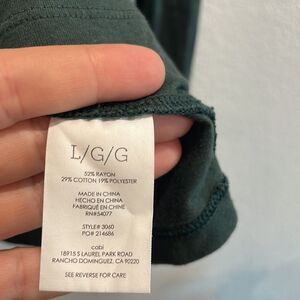 L/G/G
52% RAYON
29% COTTON 19% POLYESTER
MADE IN CHINA
HECHO EN CHINA
FABRIQUÉ EN CHINE
RN#54077
STYLE# 3060
PO# 214686
cabi
18915 S LAUREL PARK ROAD
RANCHO DOMINGUEZ, CA 90220
SEE REVERSE FOR CARE